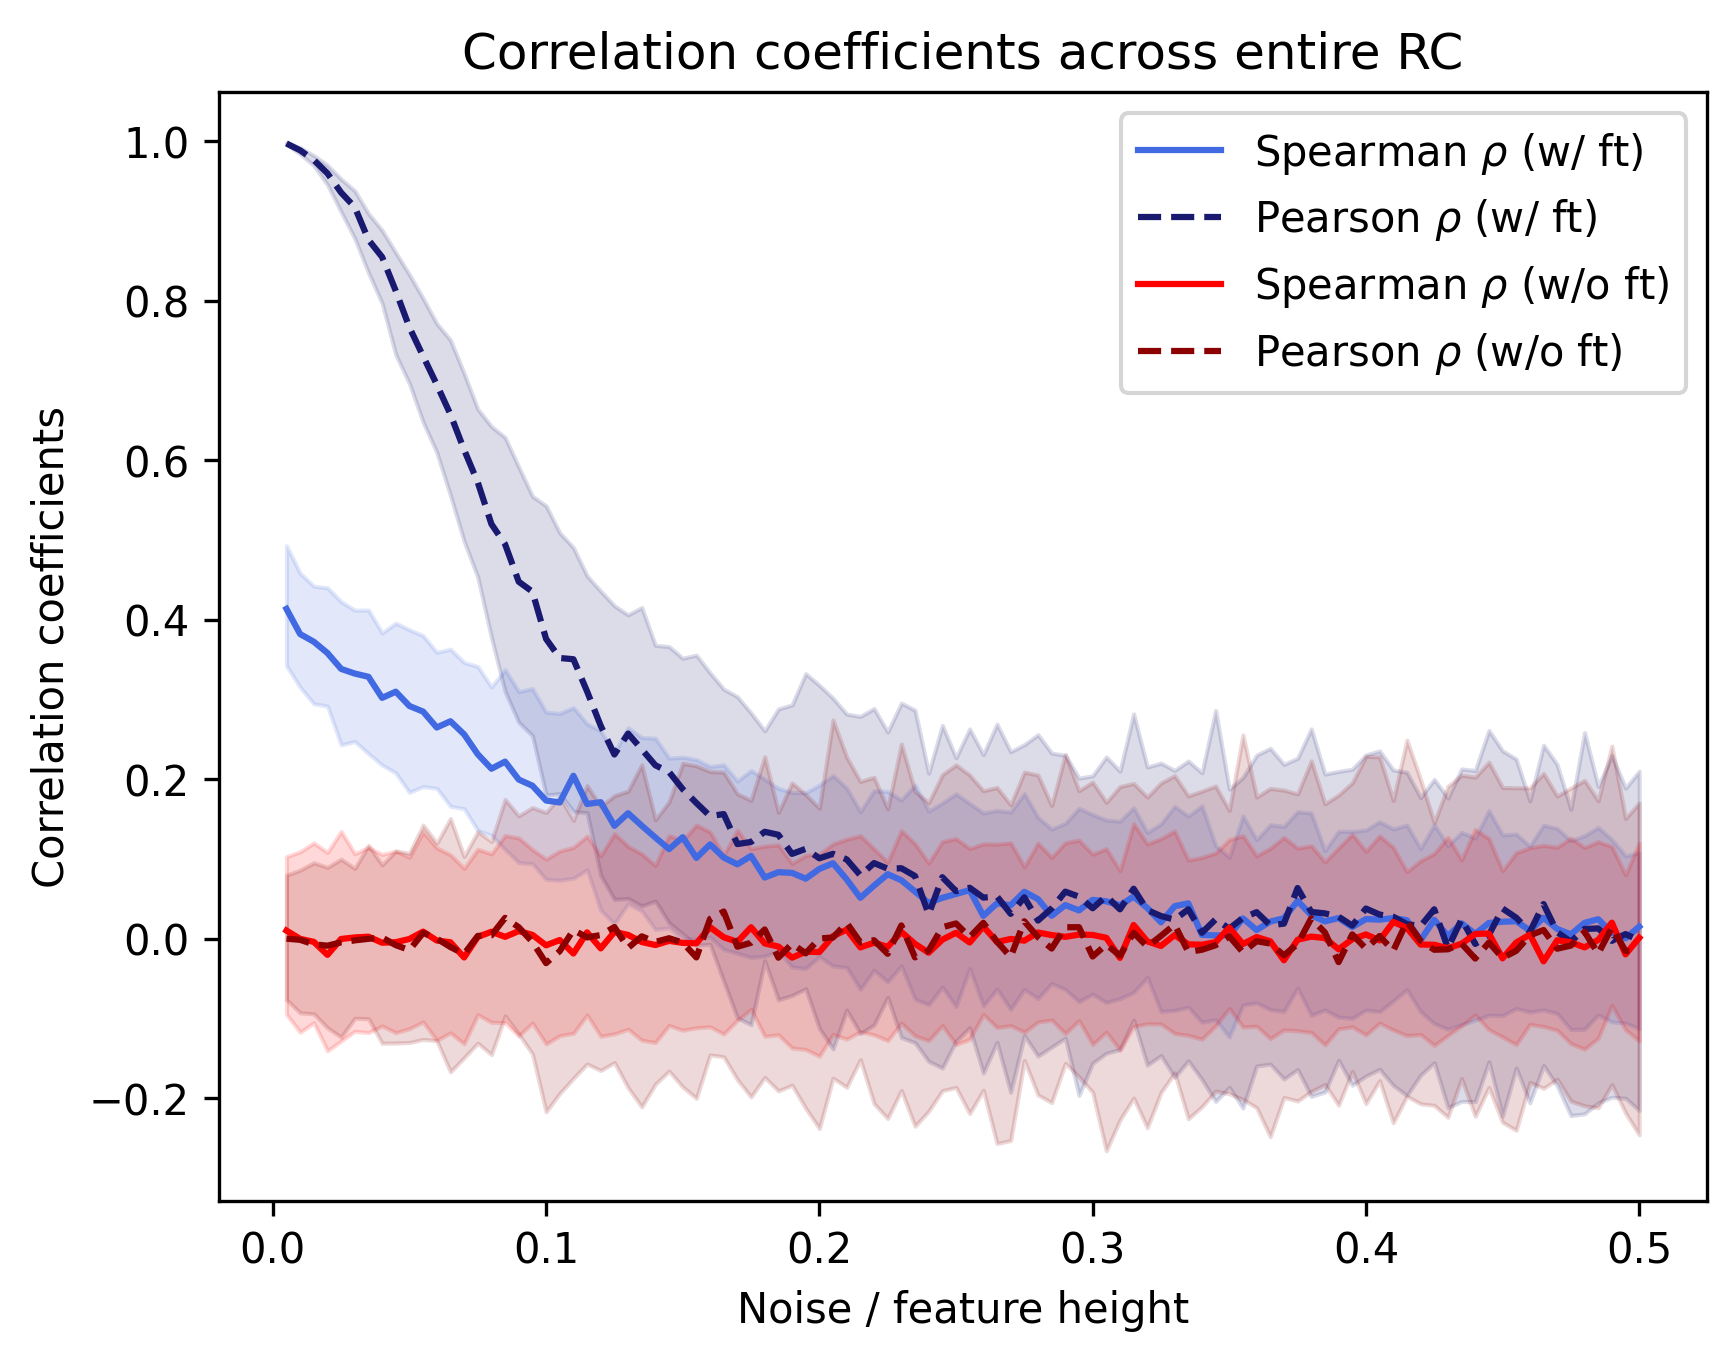 Correlation coefficients across entire RC
Spearman ρ (w/ ft)
Pearson ρ (w/ ft)
Spearman ρ (w/o ft)
Pearson ρ (w/o ft)
Correlation coefficients
1.0
0.8
0.6
0.4
0.2
0.0
−0.2
0.0 0.1 0.2 0.3 0.4 0.5
Noise / feature height